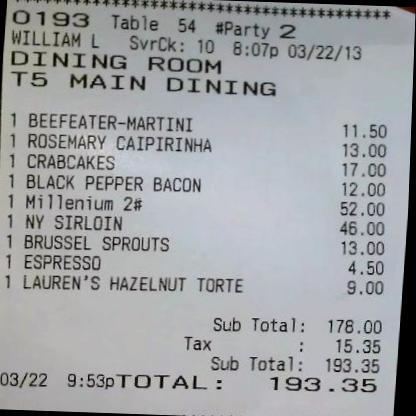 ****************************************
0193 Table 54 #Party 2
WILLIAM L SvrCk: 10 8:07p 03/22/13
DINING ROOM
T5 MAIN DINING
1 BEEFEATER-MARTINI 11.50
1 ROSEMARY CAIPIRINHA 13.00
1 CRABCAKES 17.00
1 BLACK PEPPER BACON 12.00
1 Millenium 2# 52.00
1 NY SIRLOIN 46.00
1 BRUSSEL SPROUTS 13.00
1 ESPRESSO 4.50
1 LAUREN'S HAZELNUT TORTE 9.00
Sub Total: 178.00
Tax : 15.35
Sub Total: 193.35
03/22 9:53pTOTAL: 193.35